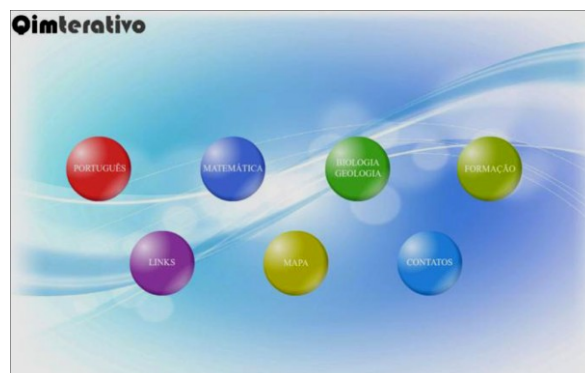 Qimterativo
PORTUGUÊS
MATEMÁTICA
BIOLOGIA
GEOLOGIA
FORMAÇÃO
LINKS
MAPA
CONTATOS